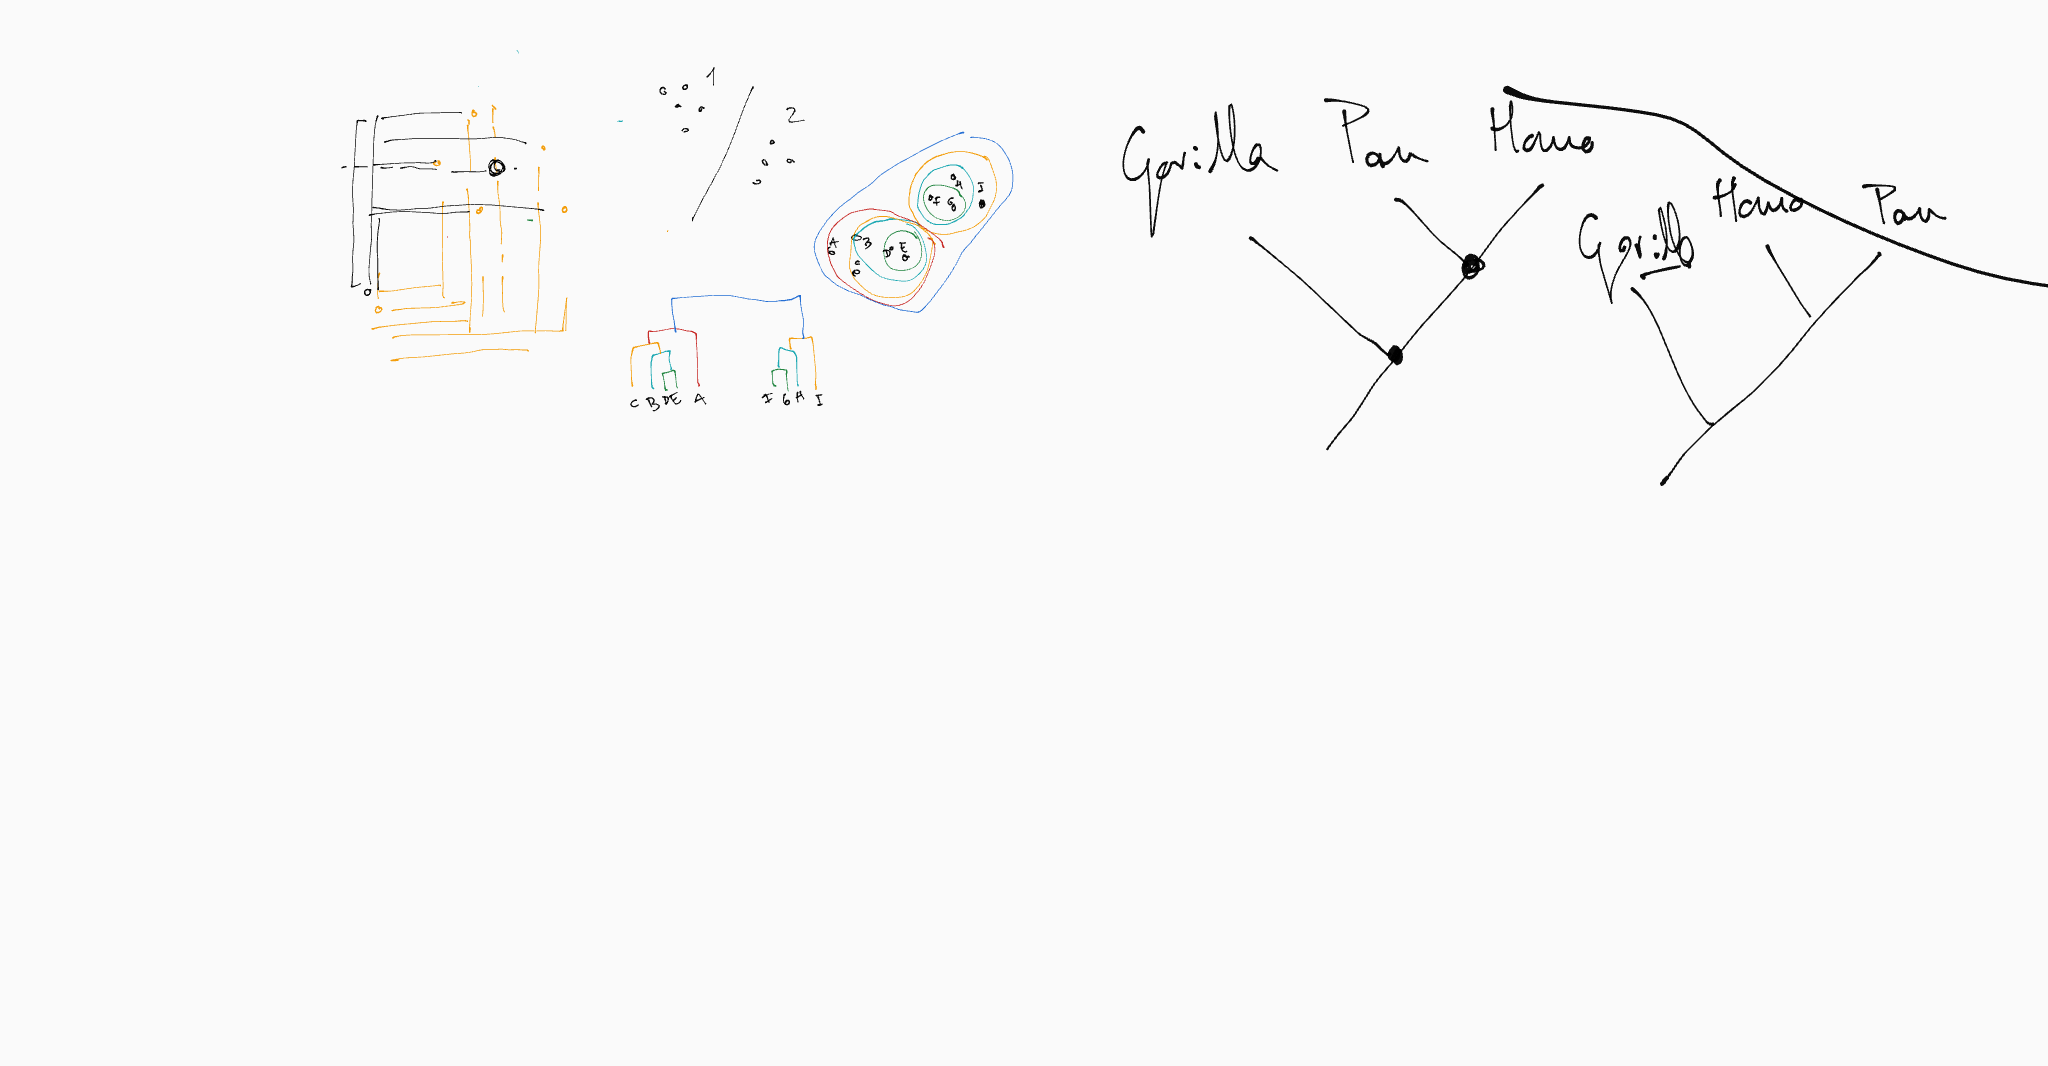 1
2
Gorilla Pan Homo
Gorilla Homo Pan
H
I
F G
A B D E
C
C B D E A
F G H I